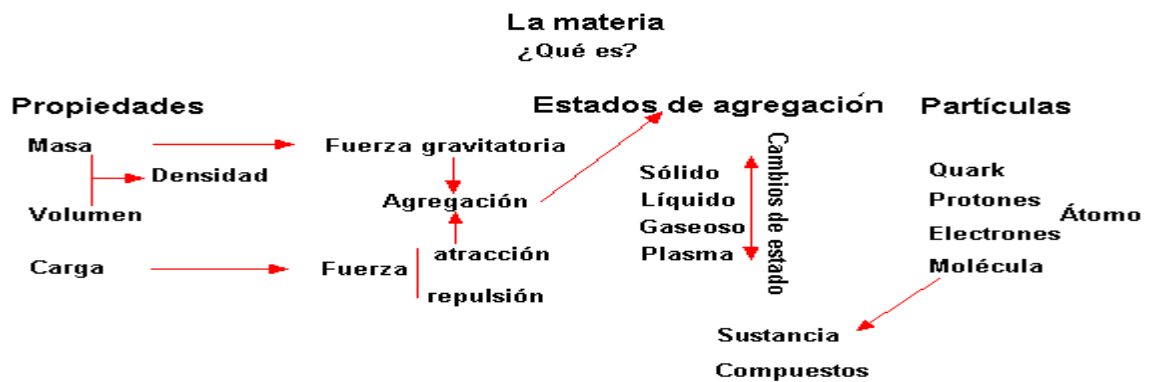 La materia
¿Qué es?
Propiedades
Masa
Densidad
Volumen
Carga
Fuerza gravitatoria
Agregación
Fuerza
atracción
repulsión
Estados de agregación
Sólido
Líquido
Gaseoso
Plasma
Cambios de estado
Partículas
Quark
Protones
Átomo
Electrones
Molécula
Sustancia
Compuestos